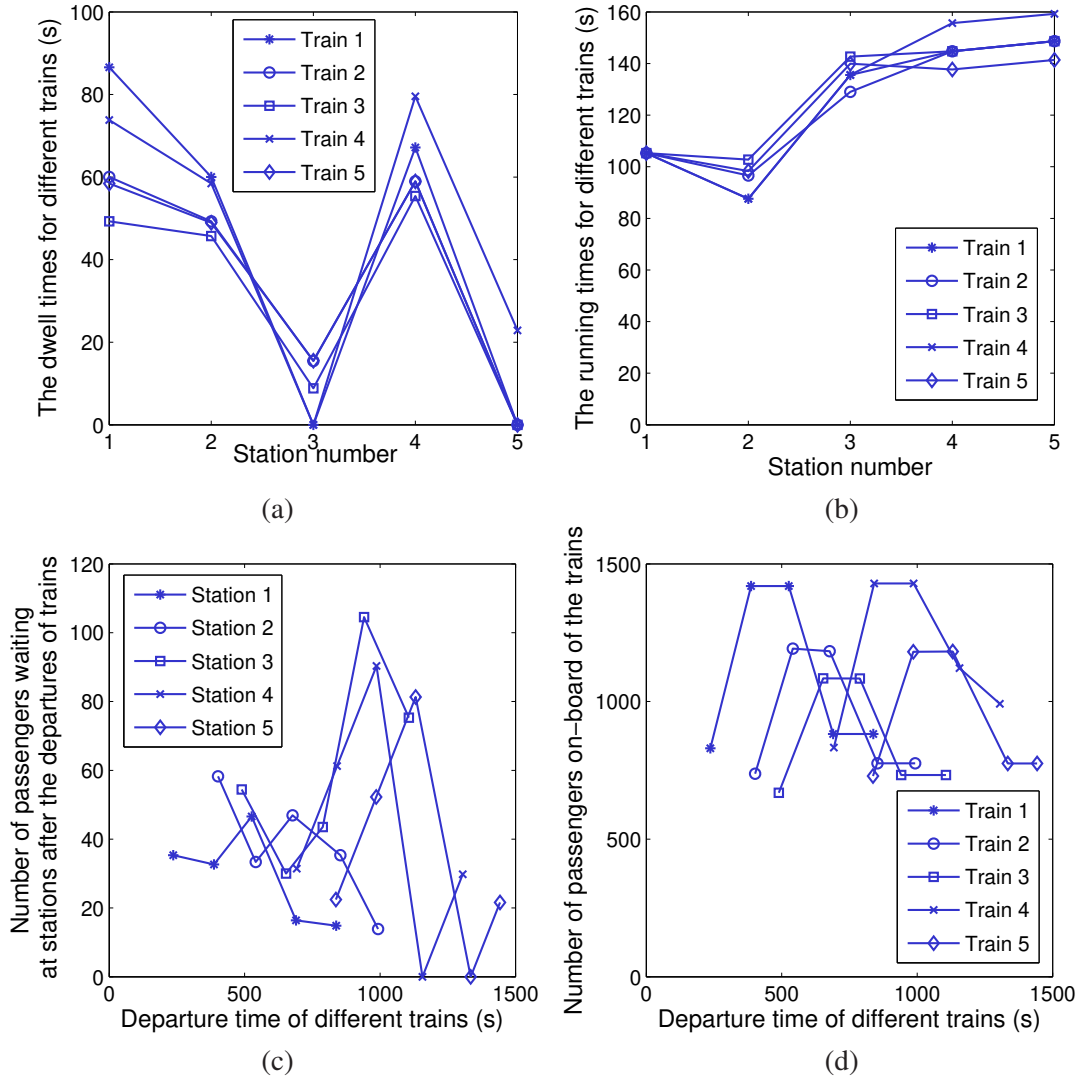 The dwell times for different trains (s)
100
80
60
40
20
0
1
2
3
4
5
Station number
Train 1
Train 2
Train 3
Train 4
Train 5
(a)
The running times for different trains (s)
160
140
120
100
80
60
40
20
0
1
2
3
4
5
Station number
Train 1
Train 2
Train 3
Train 4
Train 5
(b)
Number of passengers waiting
at stations after the departures of trains
120
100
80
60
40
20
0
0
500
1000
1500
Departure time of different trains (s)
Station 1
Station 2
Station 3
Station 4
Station 5
(c)
Number of passengers on-board of the trains
1500
1000
500
0
0
500
1000
1500
Departure time of different trains (s)
Train 1
Train 2
Train 3
Train 4
Train 5
(d)